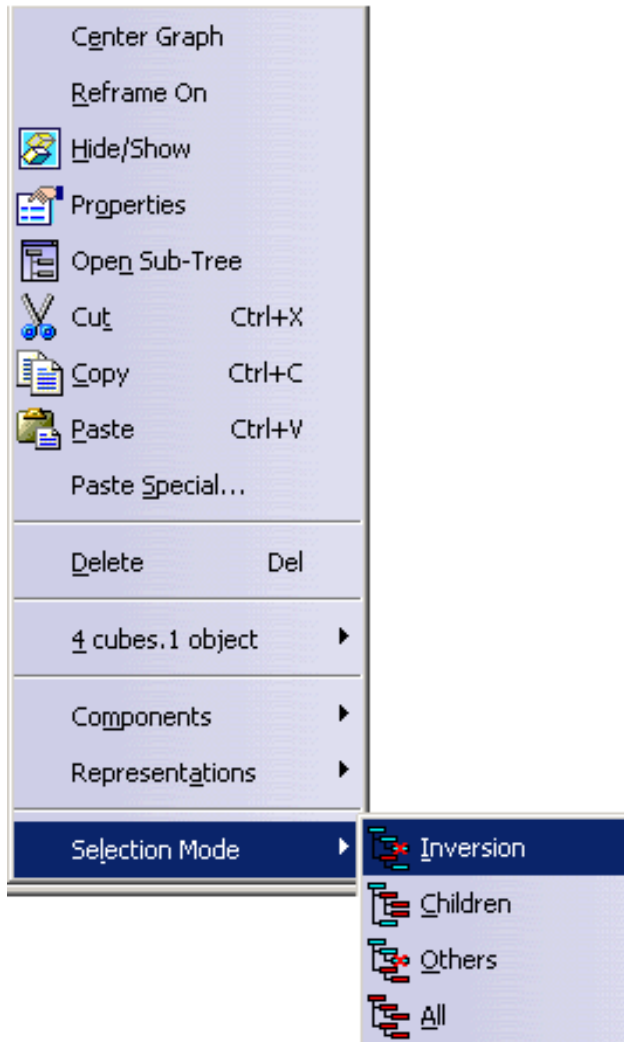 Center Graph
Reframe On
Hide/Show
Properties
Open Sub-Tree
Cut Ctrl+X
Copy Ctrl+C
Paste Ctrl+V
Paste Special...
Delete Del
4 cubes.1 object
Components
Representations
Selection Mode
Inversion
Children
Others
All